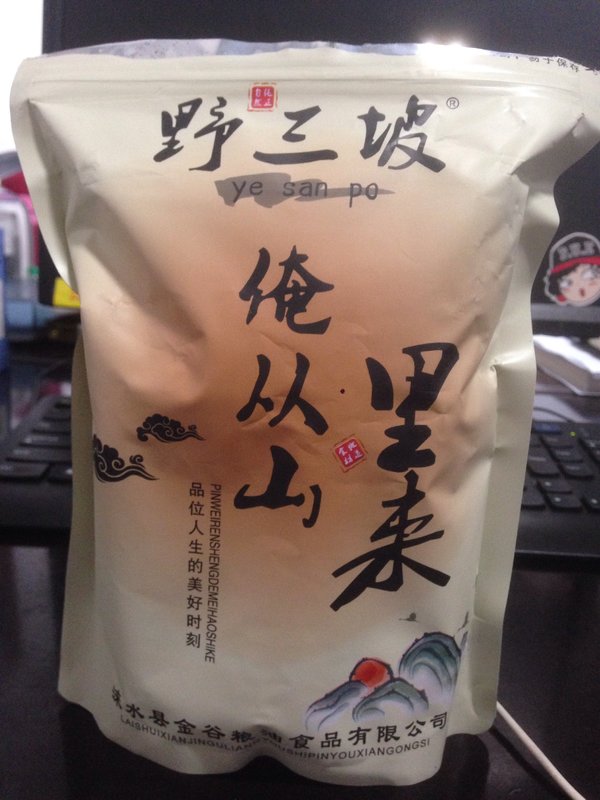 野三坡®
ye san po
俺从山
里来
品位人生的美好时刻
PINWEIRENSHENGDEMEIHAOSHIKE
涞水县金谷粮油食品有限公司
LAISHUIXIANJINGULIANGYOUSHIPINYOUXIANGONGSI